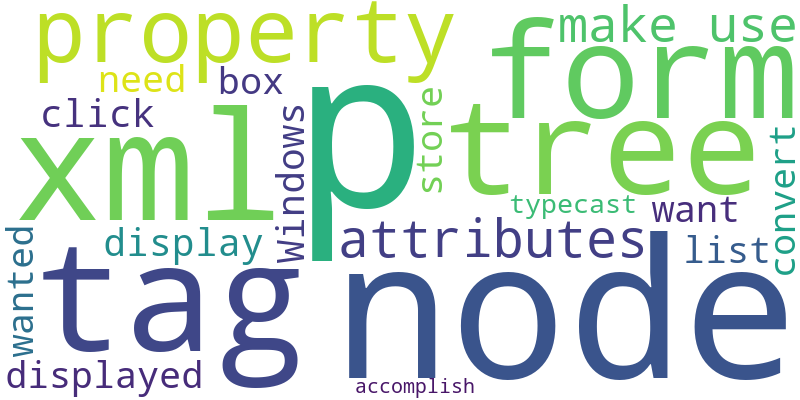 property
make use
form
need
box
click
xml
Windows
p
store
tree
convert
typecast
want
wanted
display
attributes
list
tag
node
displayed
accomplish